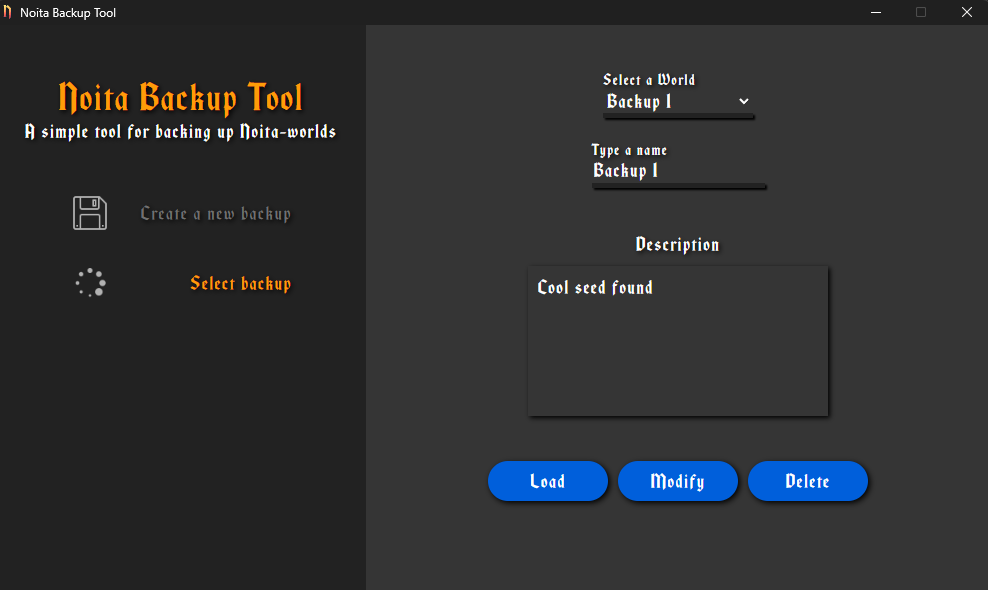 Noita Backup Tool
Noita Backup Tool
A simple tool for backing up Noita-worlds
Create a new backup
Select backup
Select a World
Backup 1
Type a name
Backup 1
Description
Cool seed found
Load
Modify
Delete